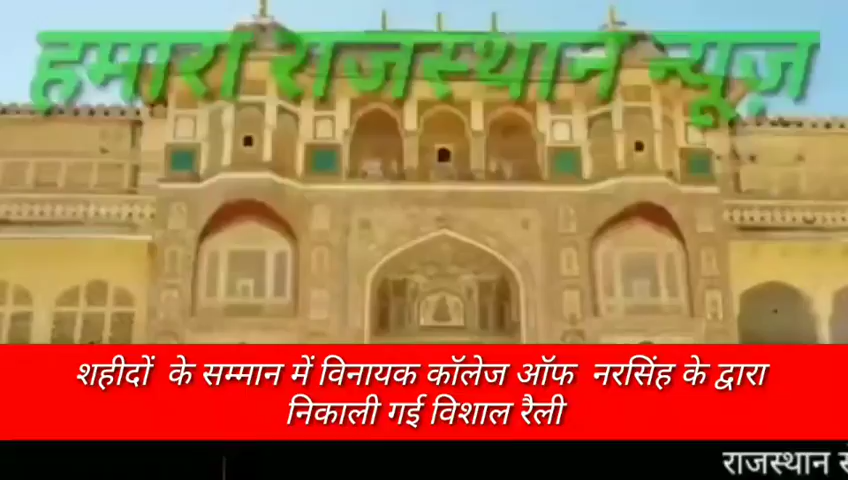 हमारा राजस्थान न्यूज़
शहीदों के सम्मान में विनायक कॉलेज ऑफ नरसिंह के द्वारा
निकाली गई विशाल रैली
राजस्थान